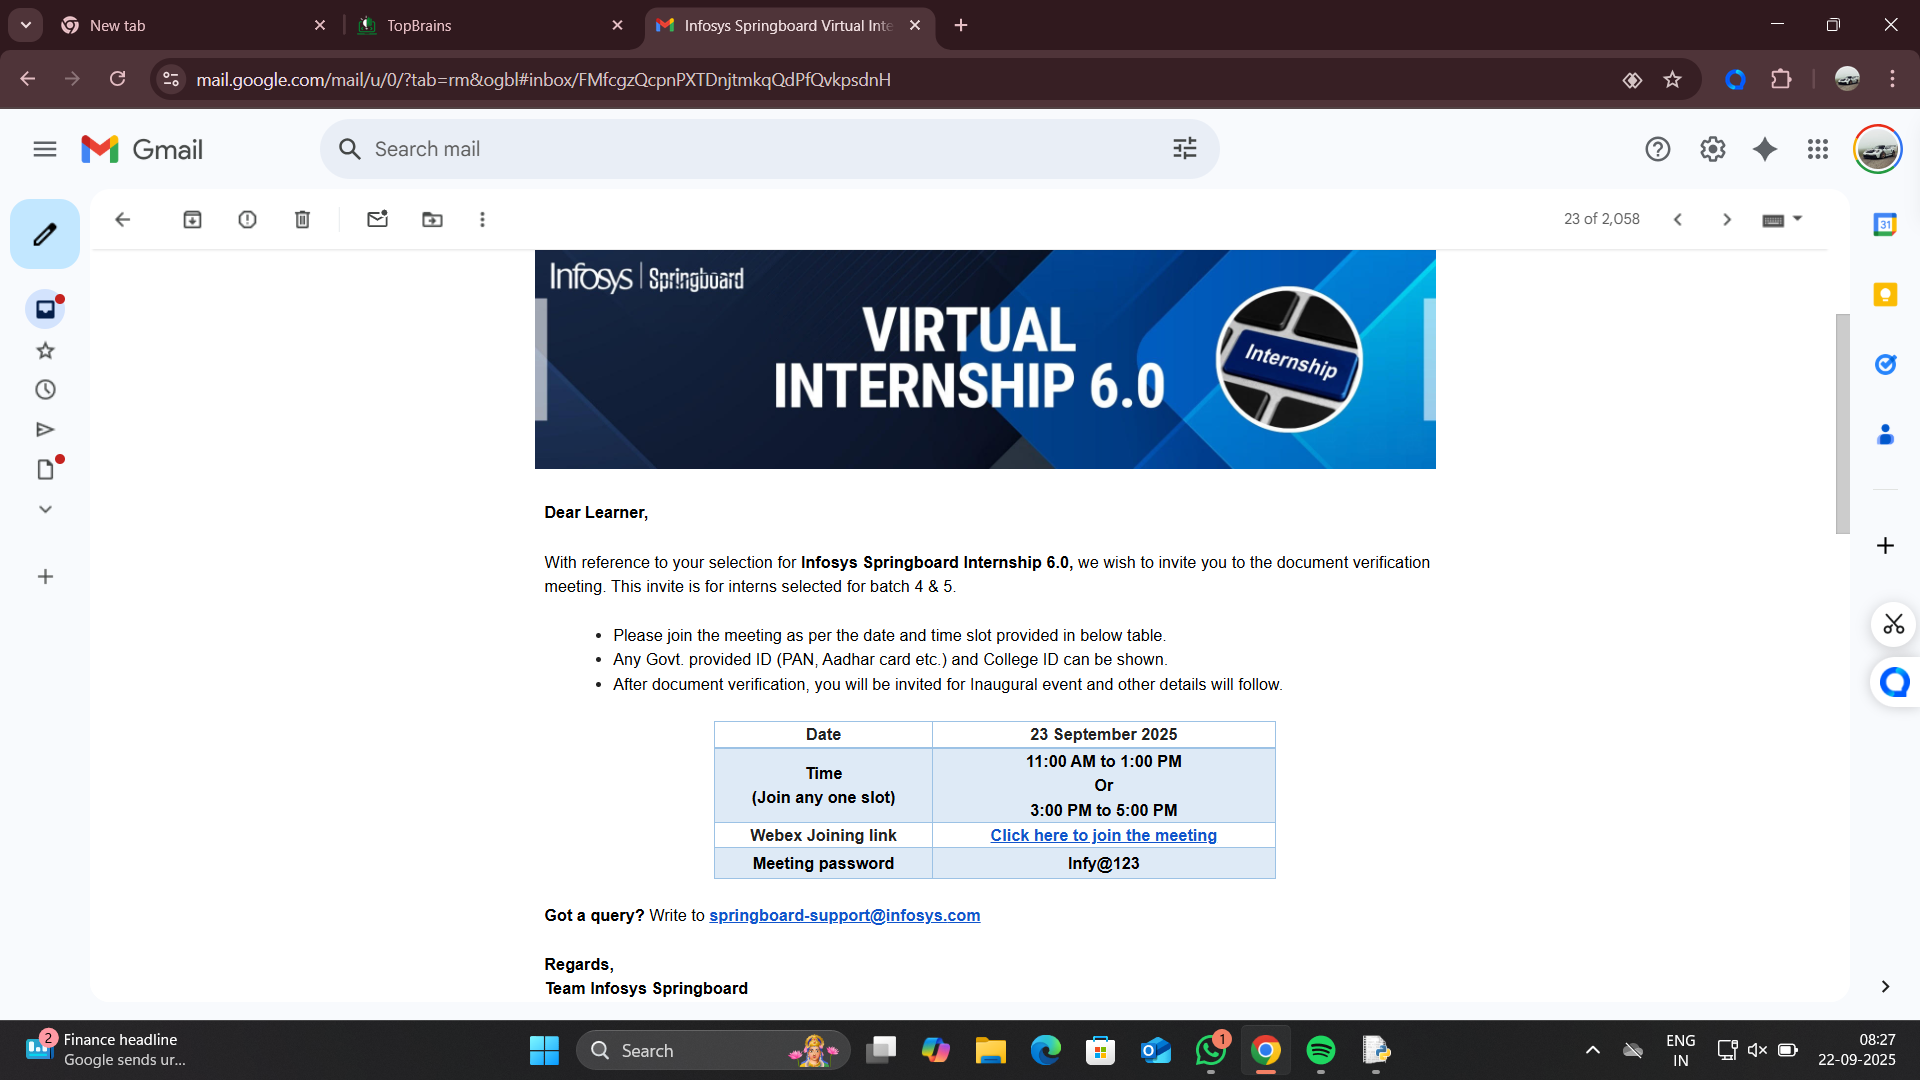 New tab
TopBrains
Infosys Springboard Virtual Inte
mail.google.com/mail/u/0/?tab=rm&ogbl#inbox/FMfcgzQcpnPXTDnjtmkqQdPfQvkpsdnH
Gmail
Search mail
23 of 2,058
31
Infosys | Springboard
VIRTUAL
INTERNSHIP 6.0
Internship
Dear Learner,
With reference to your selection for Infosys Springboard Internship 6.0, we wish to invite you to the document verification
meeting. This invite is for interns selected for batch 4 & 5.
• Please join the meeting as per the date and time slot provided in below table.
• Any Govt. provided ID (PAN, Aadhar card etc.) and College ID can be shown.
• After document verification, you will be invited for Inaugural event and other details will follow.
Date 23 September 2025
Time
(Join any one slot)
11:00 AM to 1:00 PM
Or
3:00 PM to 5:00 PM
Webex Joining link Click here to join the meeting
Meeting password Infy@123
Got a query? Write to springboard-support@infosys.com
Regards,
Team Infosys Springboard
2
Finance headline
Google sends ur...
Search
1
ENG
IN
08:27
22-09-2025